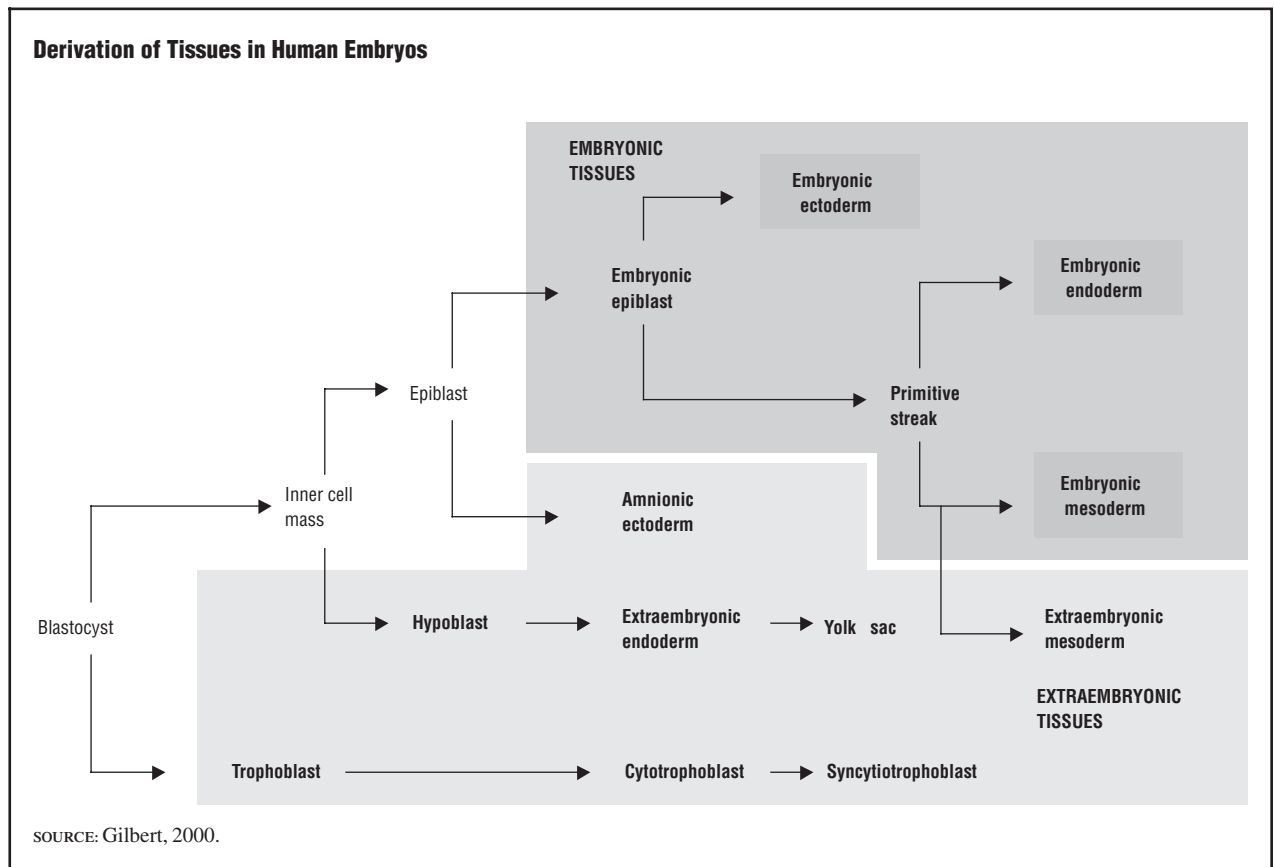 Derivation of Tissues in Human Embryos
EMBRYONIC
TISSUES
Embryonic
ectoderm
Embryonic
epiblast
Embryonic
endoderm
Epiblast
Primitive
streak
Inner cell
mass
Amnionic
ectoderm
Embryonic
mesoderm
Blastocyst
Hypoblast
Extraembryonic
endoderm
Yolk sac
Extraembryonic
mesoderm
EXTRAEMBRYONIC
TISSUES
Trophoblast
Cytotrophoblast
Syncytiotrophoblast
SOURCE: Gilbert, 2000.